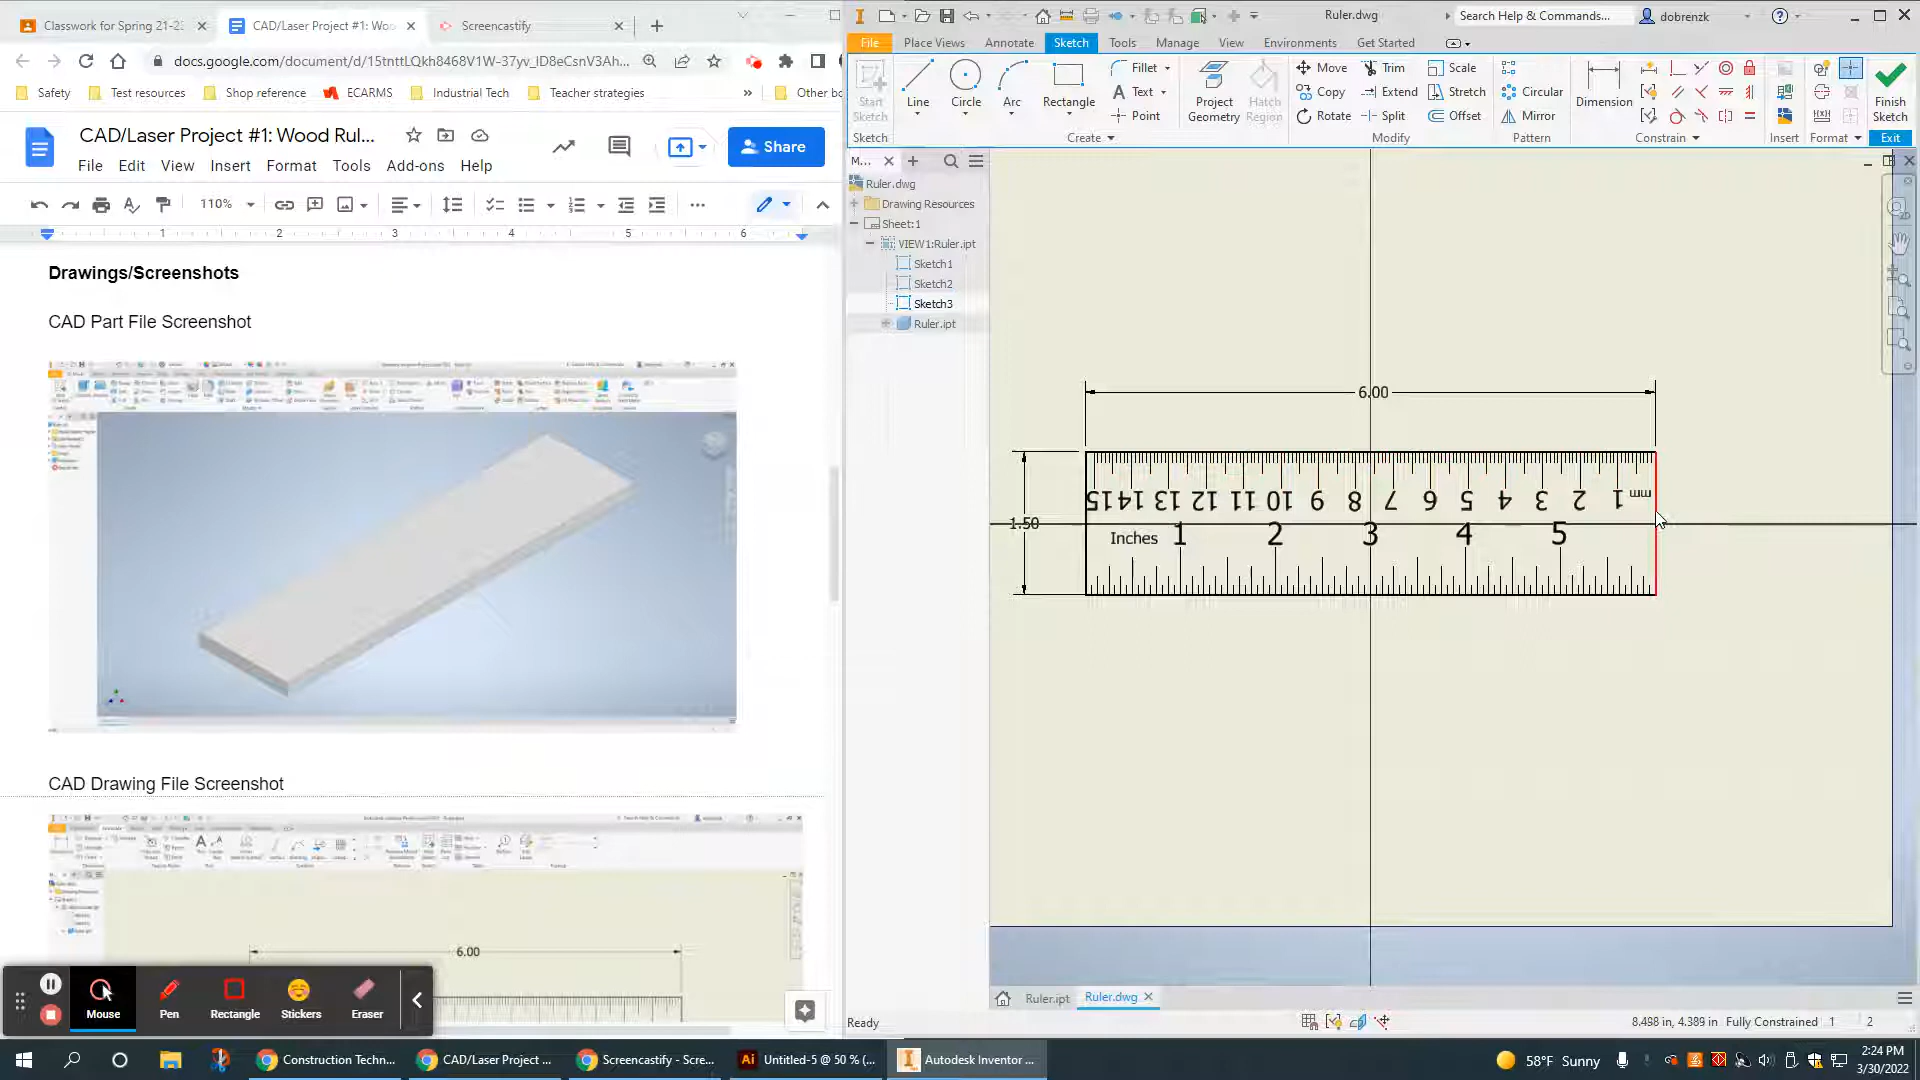 Classwork for Spring 21-2
CAD/Laser Project #1: Woo
Screencastify
docs.google.com/document/d/15tnttLQkh8468V1W-37yv_lD8eCsnV3Ah...
Safety
Test resources
Shop reference
ECARMS
Industrial Tech
Teacher strategies
»
Other bo
CAD/Laser Project #1: Wood Rul...
File Edit View Insert Format Tools Add-ons Help
Share
110%
1 2 3 4 5 6
Drawings/Screenshots
CAD Part File Screenshot
CAD Drawing File Screenshot
6.00
Mouse
Pen
Rectangle
Stickers
Eraser
Ruler.dwg
Search Help & Commands...
dobrenzk
File Place Views Annotate Sketch Tools Manage View Environments Get Started
Start Sketch
Line
Circle
Arc
Rectangle
Fillet
Text
Point
Project Geometry
Hatch Region
Move
Copy
Rotate
Trim
Extend
Split
Scale
Stretch
Offset
Circular
Mirror
Dimension
Finish Sketch
Sketch
Create
Modify
Pattern
Constrain
Insert
Format
Exit
M...
Ruler.dwg
Drawing Resources
Sheet:1
VIEW1:Ruler.ipt
Sketch1
Sketch2
Sketch3
Ruler.ipt
6.00
1.50
15 14 13 12 11 10 9 8 7 6 5 4 3 2 1 mm
Inches 1 2 3 4 5
Ruler.ipt
Ruler.dwg
Ready
8.498 in, 4.389 in Fully Constrained 1 2
Construction Techn...
CAD/Laser Project ...
Screencastify - Scre...
Untitled-5 @ 50 % (...
Autodesk Inventor ...
58°F Sunny
2:24 PM
3/30/2022